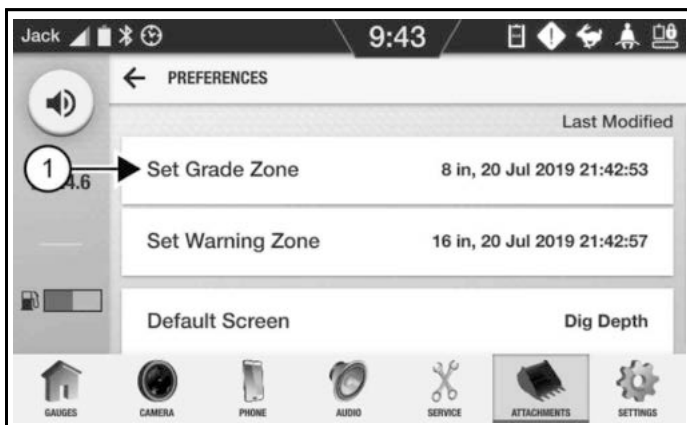 Jack 9:43
← PREFERENCES
Last Modified
1
Set Grade Zone 8 in, 20 Jul 2019 21:42:53
4.6
Set Warning Zone 16 in, 20 Jul 2019 21:42:57
Default Screen Dig Depth
GAUGES CAMERA PHONE AUDIO SERVICE ATTACHMENTS SETTINGS